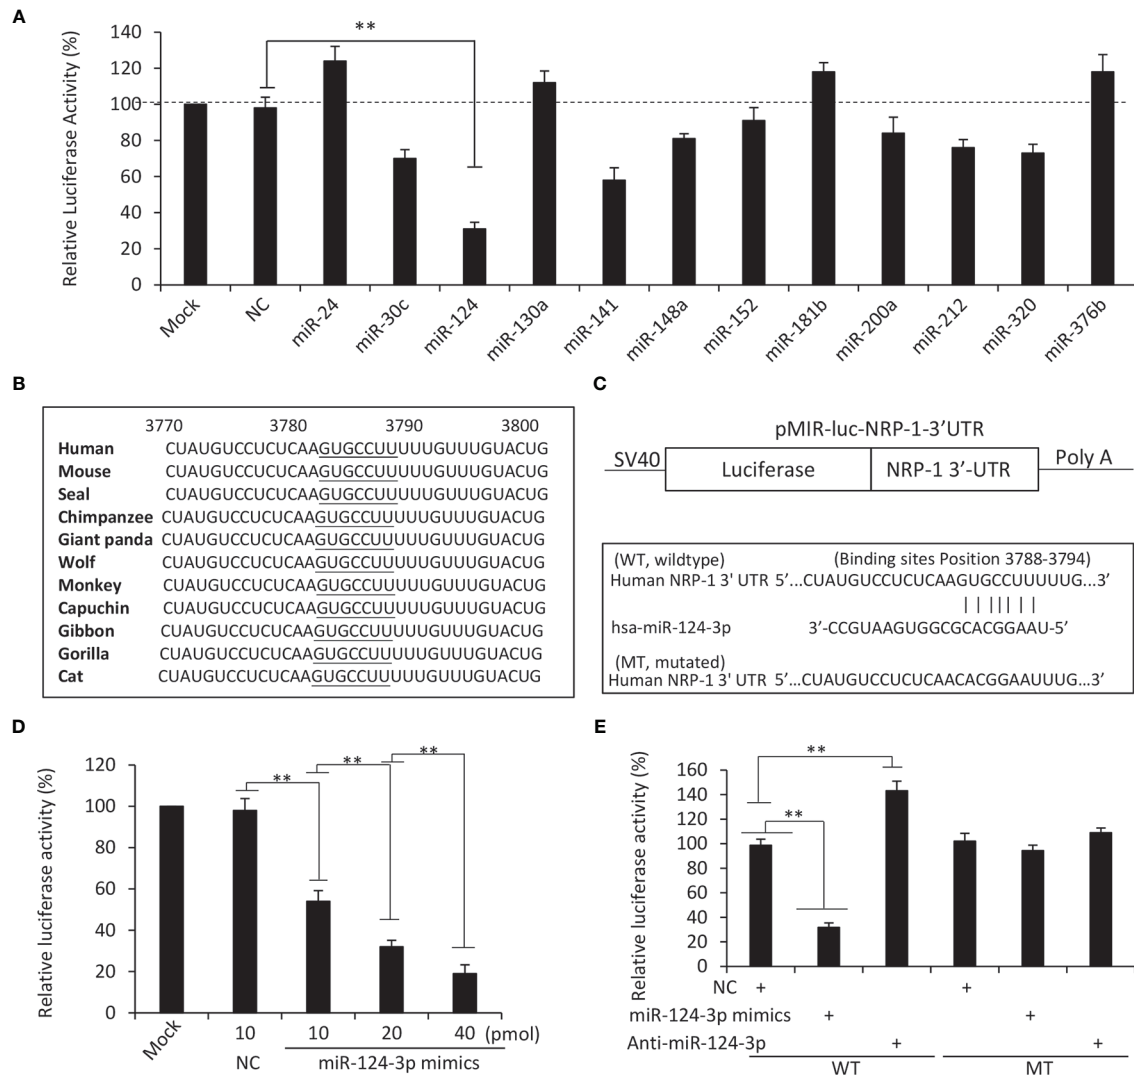 A
Relative Luciferase Activity (%)
140
120
100
80
60
40
20
0
**
Mock
NC
miR-24
miR-30c
miR-124
miR-130a
miR-141
miR-148a
miR-152
miR-181b
miR-200a
miR-212
miR-320
miR-376b
B
3770 3780 3790 3800
Human CUAUGUCCUCUCAAGUGCCUUUUUGUUUGUACUG
Mouse CUAUGUCCUCUCAAGUGCCUUUUUGUUUGUACUG
Seal CUAUGUCCUCUCAAGUGCCUUUUUGUUUGUACUG
Chimpanzee CUAUGUCCUCUCAAGUGCCUUUUUGUUUGUACUG
Giant panda CUAUGUCCUCUCAAGUGCCUUUUUGUUUGUACUG
Wolf CUAUGUCCUCUCAAGUGCCUUUUUGUUUGUACUG
Monkey CUAUGUCCUCUCAAGUGCCUUUUUGUUUGUACUG
Capuchin CUAUGUCCUCUCAAGUGCCUUUUUGUUUGUACUG
Gibbon CUAUGUCCUCUCAAGUGCCUUUUUGUUUGUACUG
Gorilla CUAUGUCCUCUCAAGUGCCUUUUUGUUUGUACUG
Cat CUAUGUCCUCUCAAGUGCCUUUUUGUUUGUACUG
C
pMIR-luc-NRP-1-3’UTR
SV40 Luciferase NRP-1 3’-UTR Poly A
(WT, wildtype) (Binding sites Position 3788-3794)
Human NRP-1 3' UTR 5’...CUAUGUCCUCUCAAGUGCCUUUUUG...3’
hsa-miR-124-3p 3’-CCGUAAGUGGCGCACGGAAU-5’
(MT, mutated)
Human NRP-1 3' UTR 5’...CUAUGUCCUCUCAACACGGAAUUUG...3’
D
Relative luciferase activity (%)
120
100
80
60
40
20
0
** ** **
Mock 10 10 20 40 (pmol)
NC miR-124-3p mimics
E
Relative luciferase activity (%)
160
140
120
100
80
60
40
20
0
**
**
NC + +
miR-124-3p mimics + +
Anti-miR-124-3p + +
WT MT